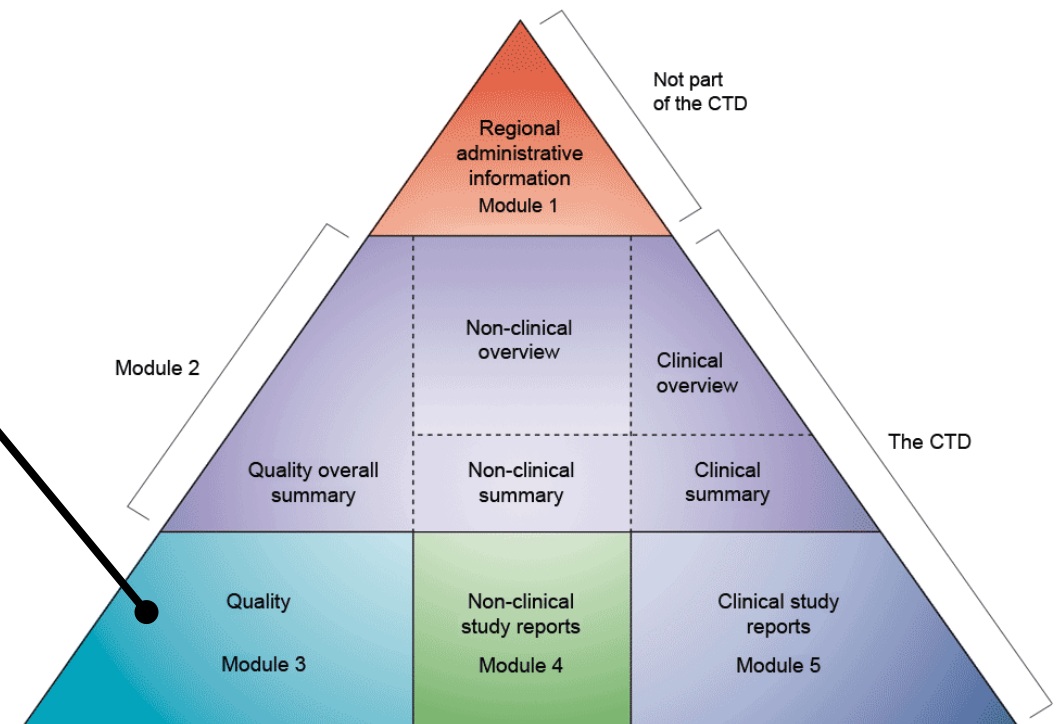 Not part
of the CTD
Regional
administrative
information
Module 1
Module 2
Non-clinical
overview
Clinical
overview
The CTD
Quality overall
summary
Non-clinical
summary
Clinical
summary
Quality
Module 3
Non-clinical
study reports
Module 4
Clinical study
reports
Module 5